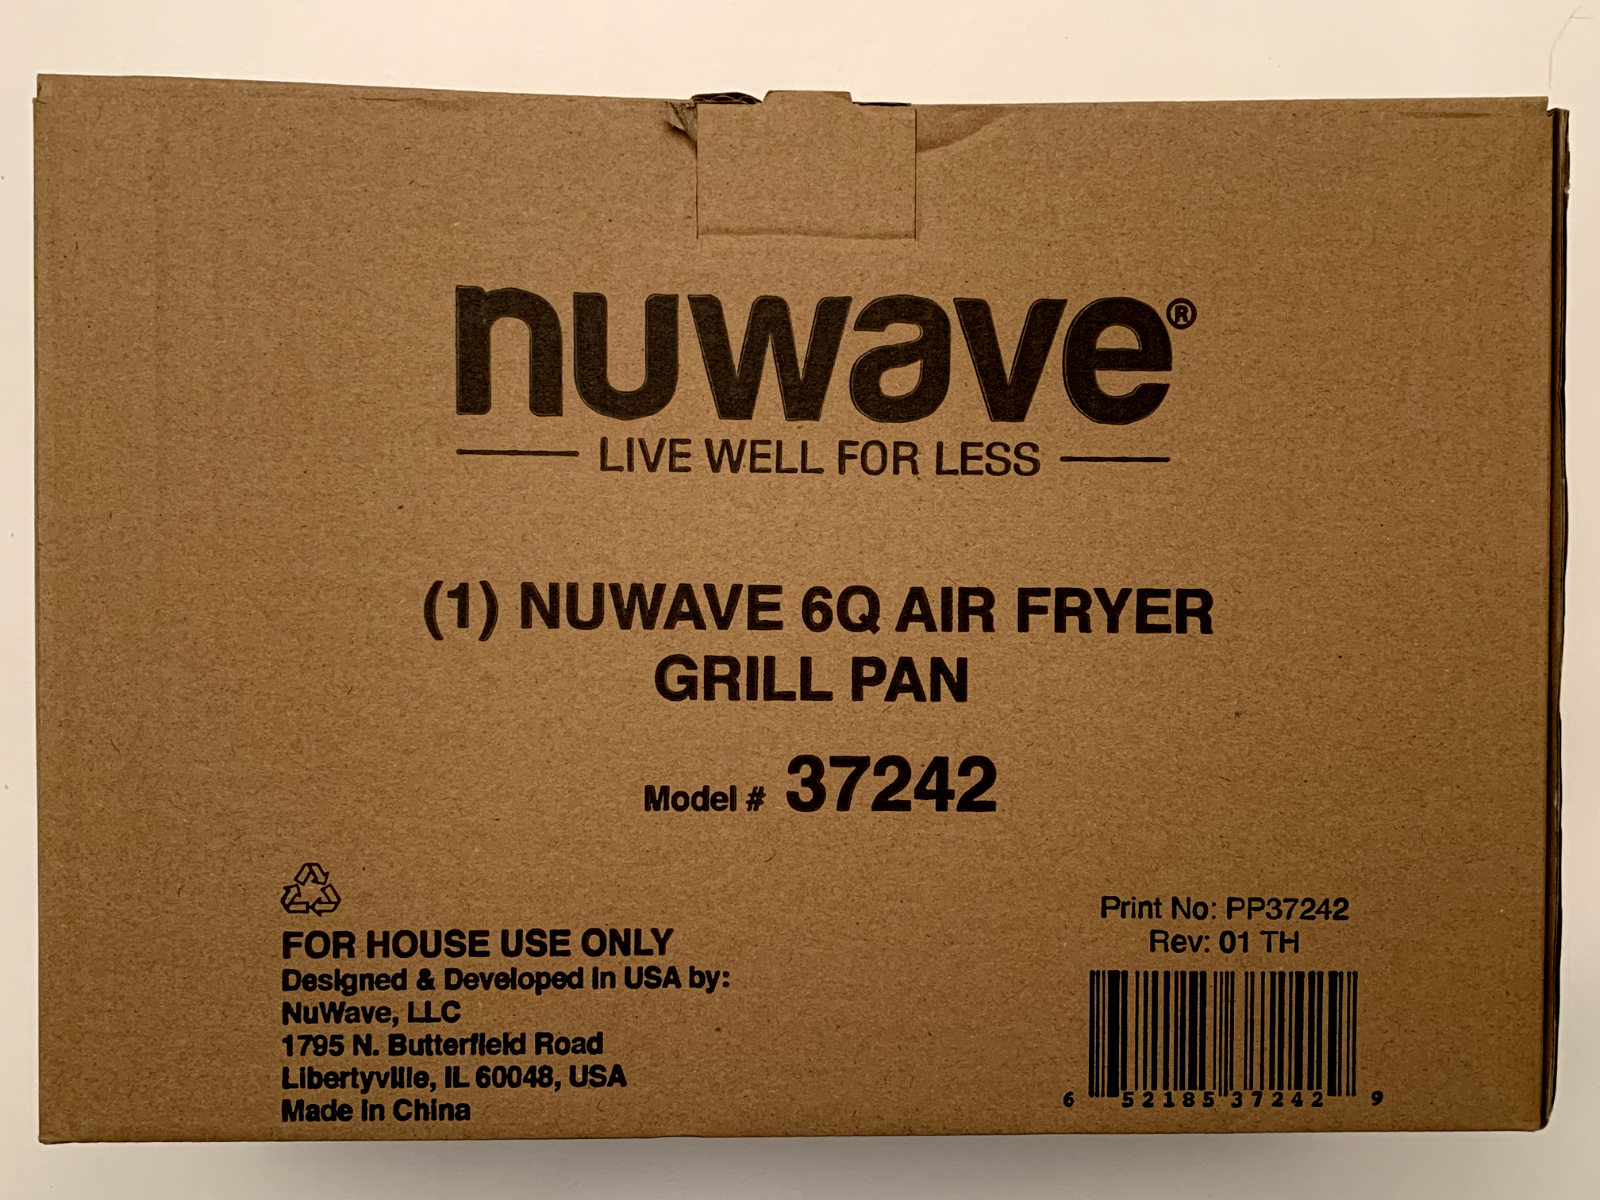 nuwave®
LIVE WELL FOR LESS
(1) NUWAVE 6Q AIR FRYER
GRILL PAN
Model # 37242
FOR HOUSE USE ONLY
Designed & Developed in USA by:
NuWave, LLC
1795 N. Butterfield Road
Libertyville, IL 60048, USA
Made in China
Print No: PP37242
Rev: 01 TH
6 52185 37242 9